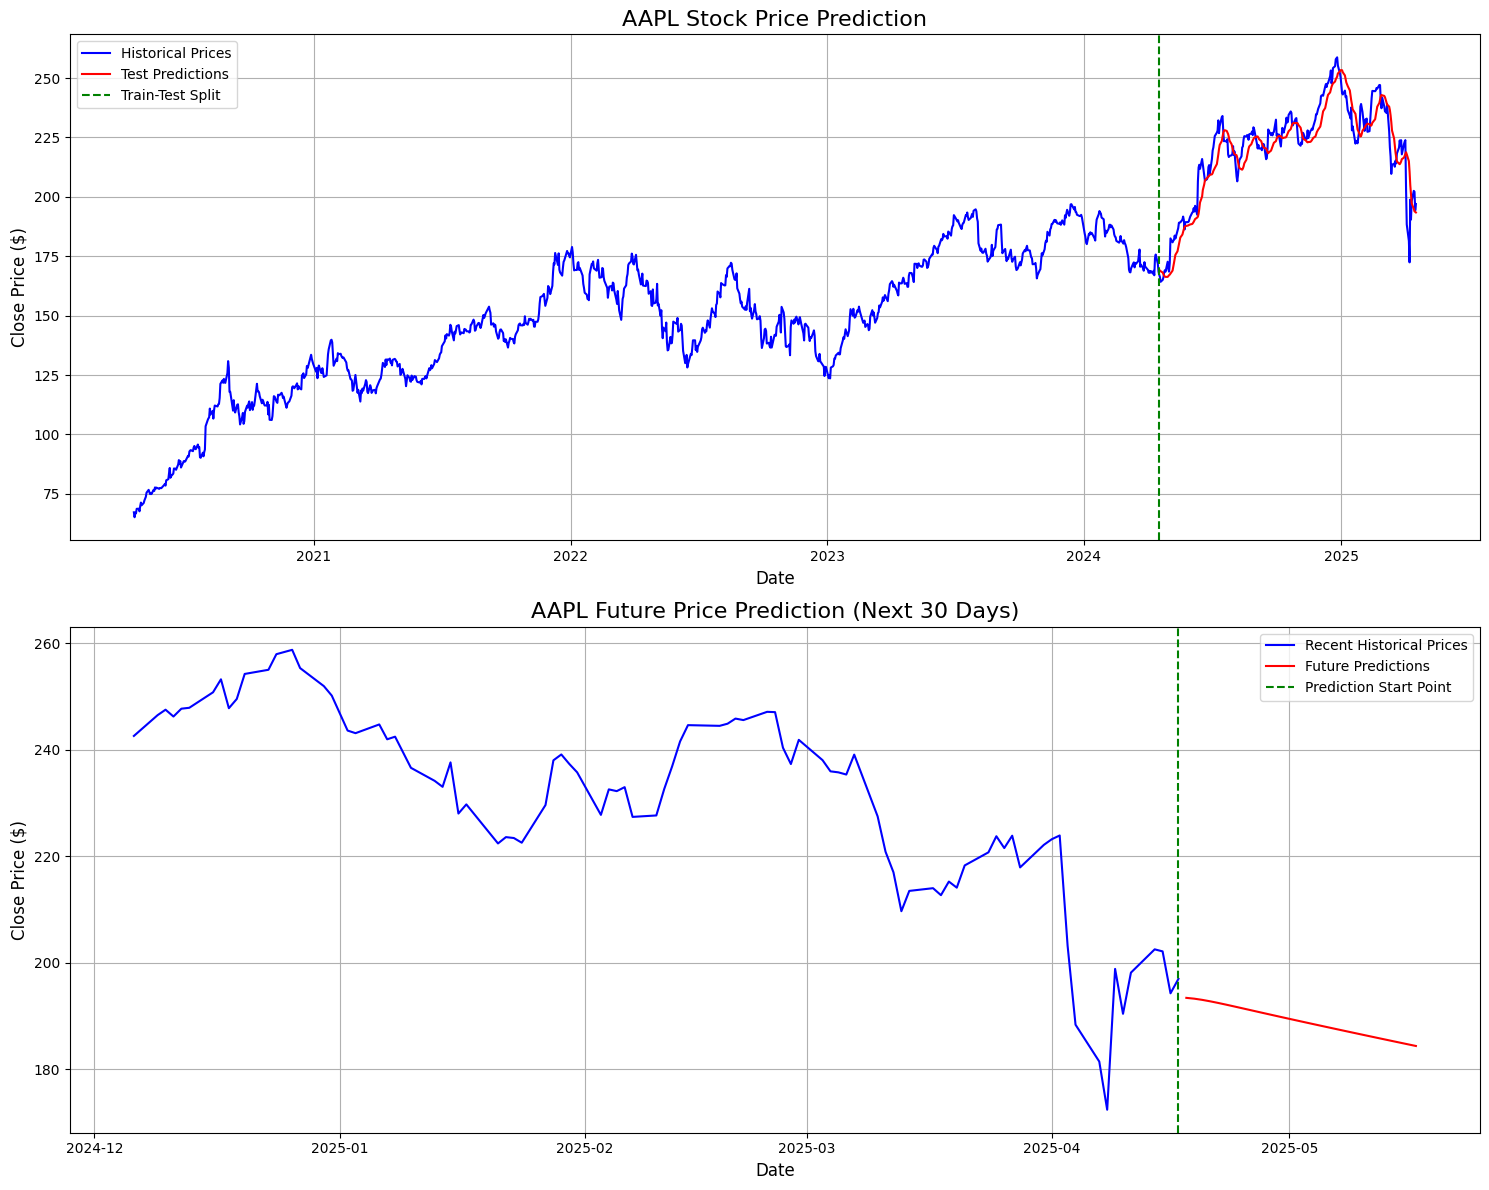 AAPL Stock Price Prediction
Historical Prices
Test Predictions
Train-Test Split
Close Price ($)
250
225
200
175
150
125
100
75
2021
2022
2023
2024
2025
Date
AAPL Future Price Prediction (Next 30 Days)
Recent Historical Prices
Future Predictions
Prediction Start Point
Close Price ($)
260
240
220
200
180
2024-12
2025-01
2025-02
2025-03
2025-04
2025-05
Date